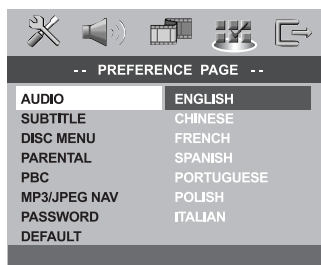 -- PREFERENCE PAGE --
AUDIO ENGLISH
SUBTITLE CHINESE
DISC MENU FRENCH
PARENTAL SPANISH
PBC PORTUGUESE
MP3/JPEG NAV POLISH
PASSWORD ITALIAN
DEFAULT